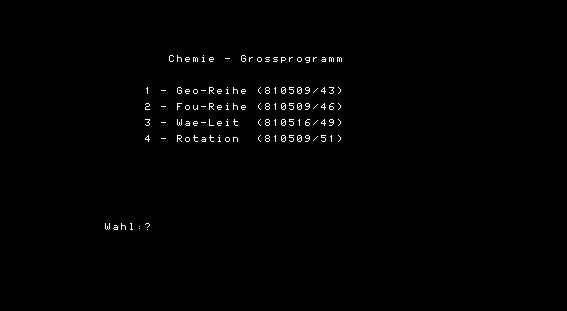 Chemie - Grossprogramm
1 - Geo-Reihe (810509/43)
2 - Fou-Reihe (810509/46)
3 - Wae-Leit (810516/49)
4 - Rotation (810509/51)
Wahl:?